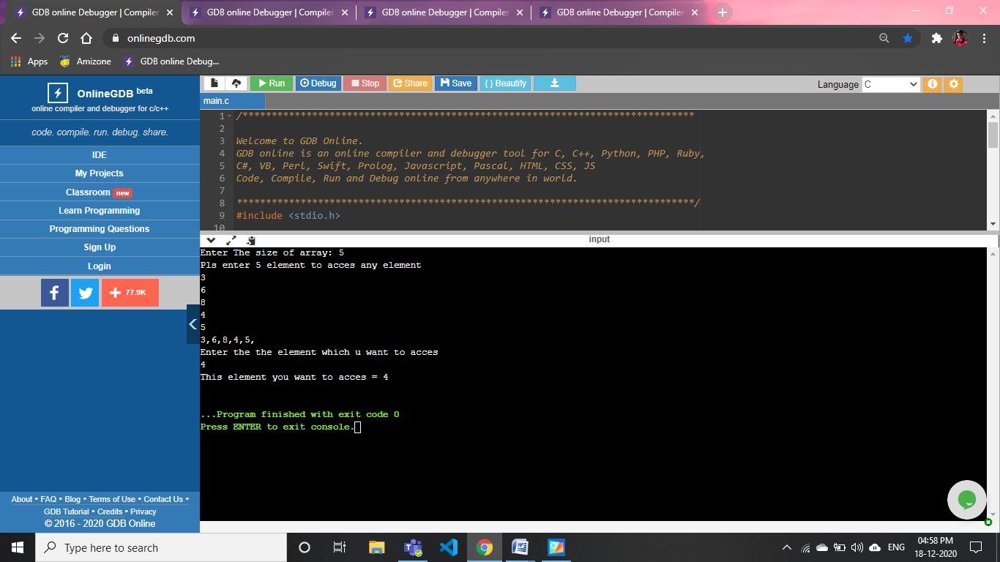 GDB online Debugger | Compiler
GDB online Debugger | Compiler
GDB online Debugger | Compiler
GDB online Debugger | Compiler
onlinegdb.com
Apps
Amizone
GDB online Debug...
OnlineGDB beta
online compiler and debugger for c/c++
code. compile. run. debug. share.
IDE
My Projects
Classroom new
Learn Programming
Programming Questions
Sign Up
Login
f
77.9K
About • FAQ • Blog • Terms of Use • Contact Us •
GDB Tutorial • Credits • Privacy
© 2016 - 2020 GDB Online
Run
Debug
Stop
Share
Save
{ } Beautify
Language C
main.c
1 /******************************************************************************
2
3 Welcome to GDB Online.
4 GDB online is an online compiler and debugger tool for C, C++, Python, PHP, Ruby,
5 C#, VB, Perl, Swift, Prolog, Javascript, Pascal, HTML, CSS, JS
6 Code, Compile, Run and Debug online from anywhere in world.
7
8 *******************************************************************************/
9 #include <stdio.h>
10
input
Enter The size of array: 5
Pls enter 5 element to acces any element
3
6
8
4
5
3,6,8,4,5,
Enter the the element which u want to acces
4
This element you want to acces = 4
...Program finished with exit code 0
Press ENTER to exit console.
Type here to search
ENG
04:58 PM
18-12-2020